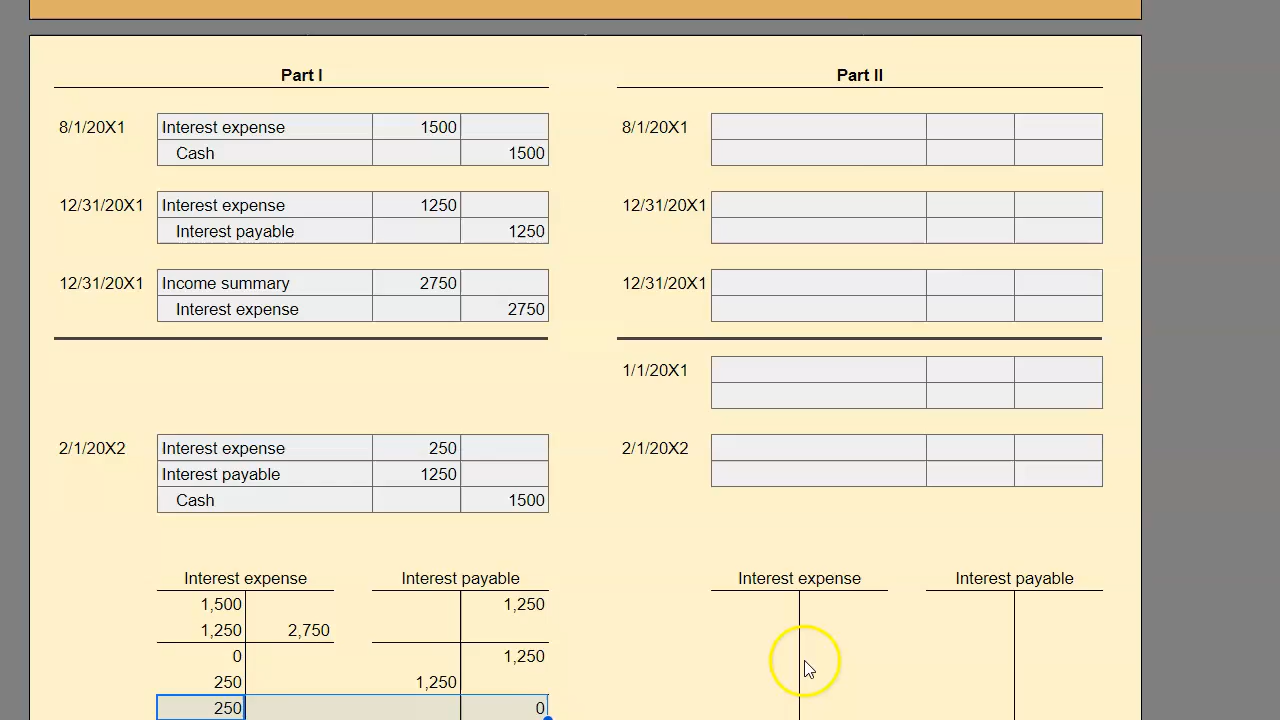 Part I
8/1/20X1 Interest expense 1500
Cash 1500
12/31/20X1 Interest expense 1250
Interest payable 1250
12/31/20X1 Income summary 2750
Interest expense 2750
2/1/20X2 Interest expense 250
Interest payable 1250
Cash 1500
Interest expense Interest payable
1,500 1,250
1,250 2,750
0 1,250
250 1,250
250 0
Part II
8/1/20X1
12/31/20X1
12/31/20X1
1/1/20X1
2/1/20X2
Interest expense Interest payable